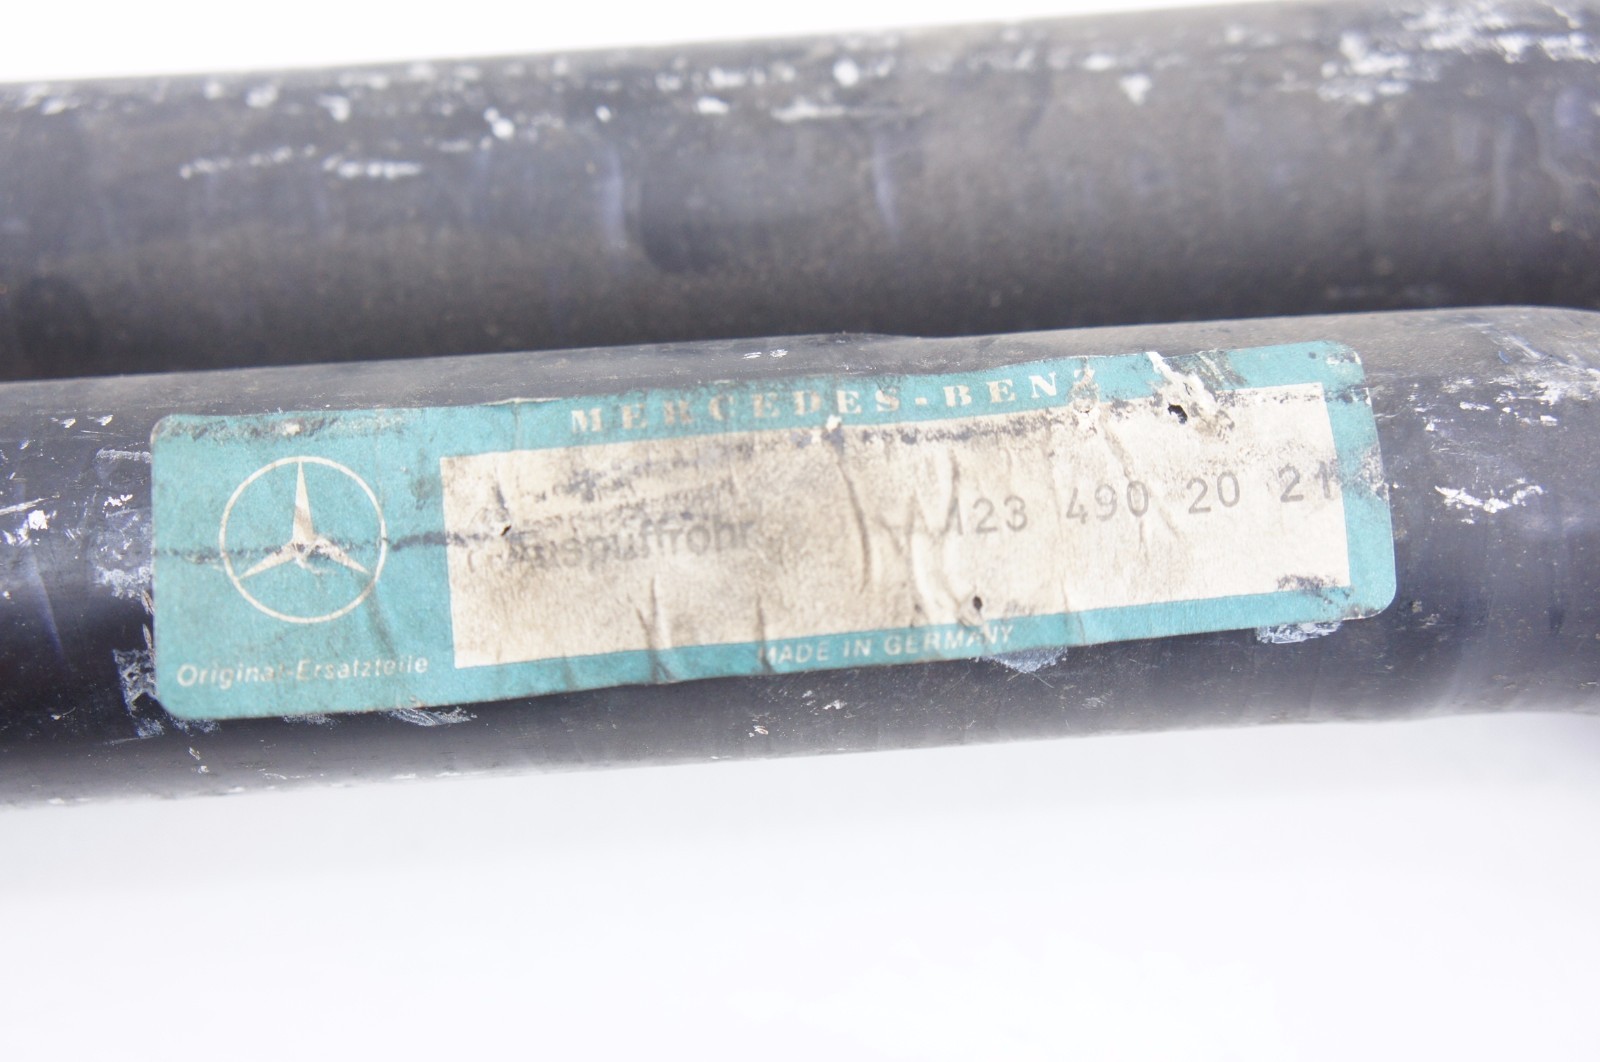 MERCEDES-BENZ
Auspuffrohr 123 490 20 21
Original-Ersatzteile
MADE IN GERMANY